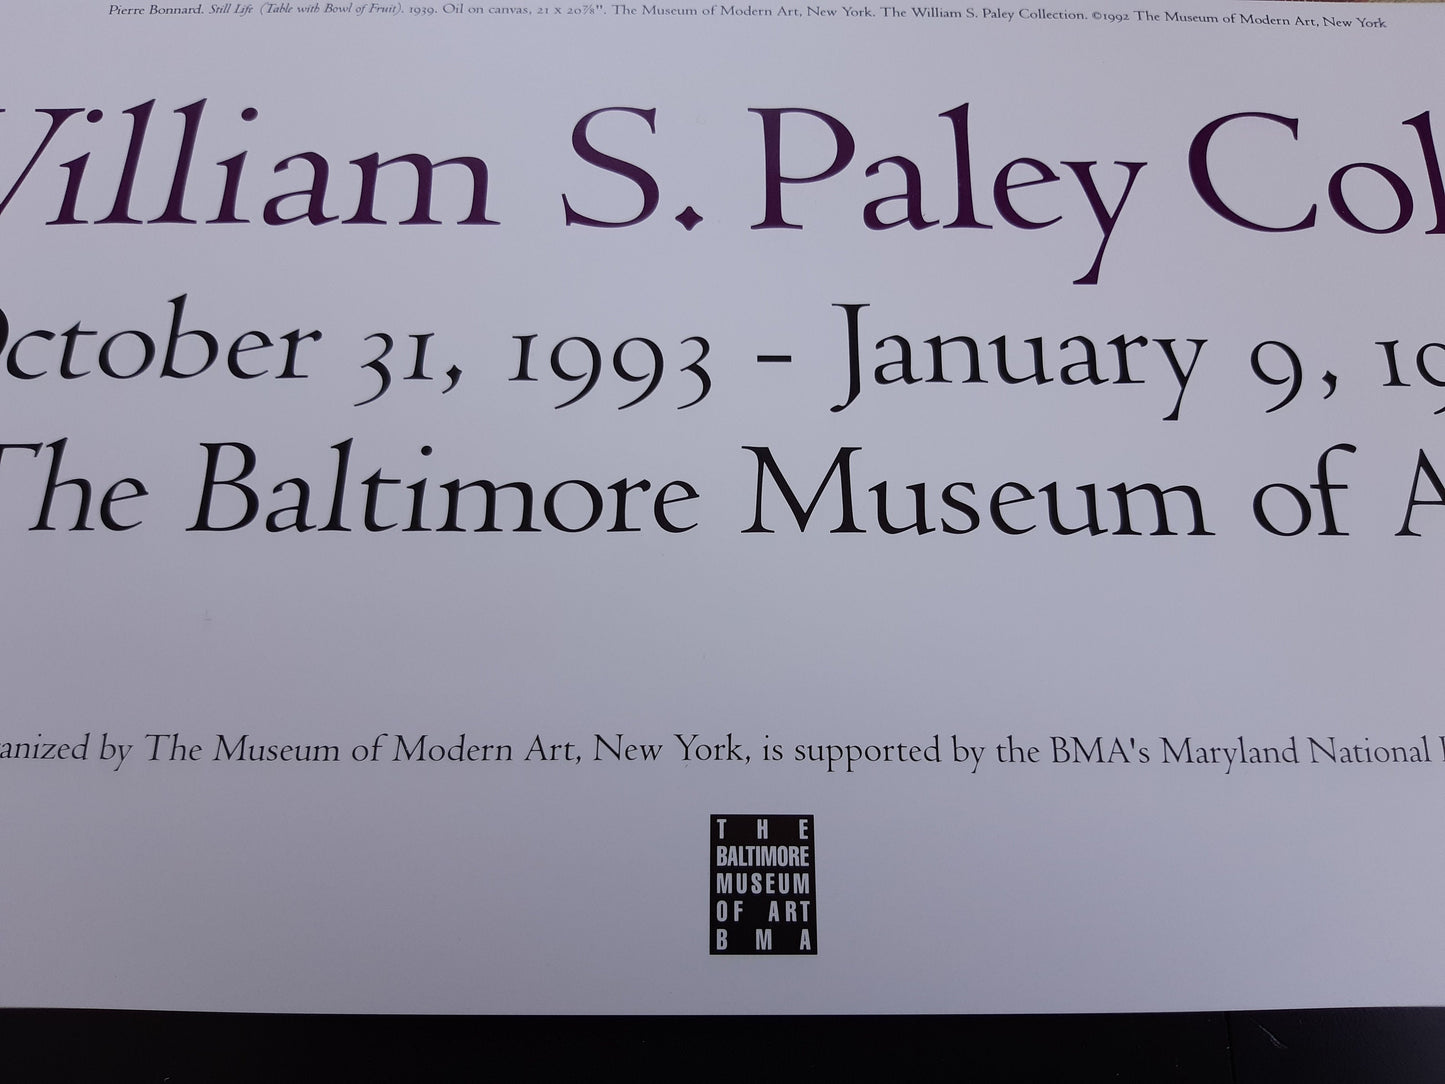 Pierre Bonnard. Still Life (Table with Bowl of Fruit). 1939. Oil on canvas, 21 x 20⅞". The Museum of Modern Art, New York. The William S. Paley Collection. ©1992 The Museum of Modern Art, New York
William S. Paley Col
October 31, 1993 - January 9, 19
The Baltimore Museum of A
anized by The Museum of Modern Art, New York, is supported by the BMA's Maryland National
THE
BALTIMORE
MUSEUM
OF ART
BMA